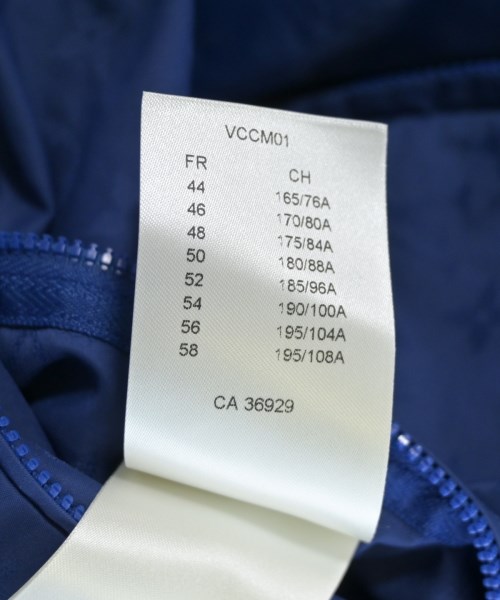 VCCM01
FR CH
44 165/76A
46 170/80A
48 175/84A
50 180/88A
52 185/96A
54 190/100A
56 195/104A
58 195/108A
CA 36929